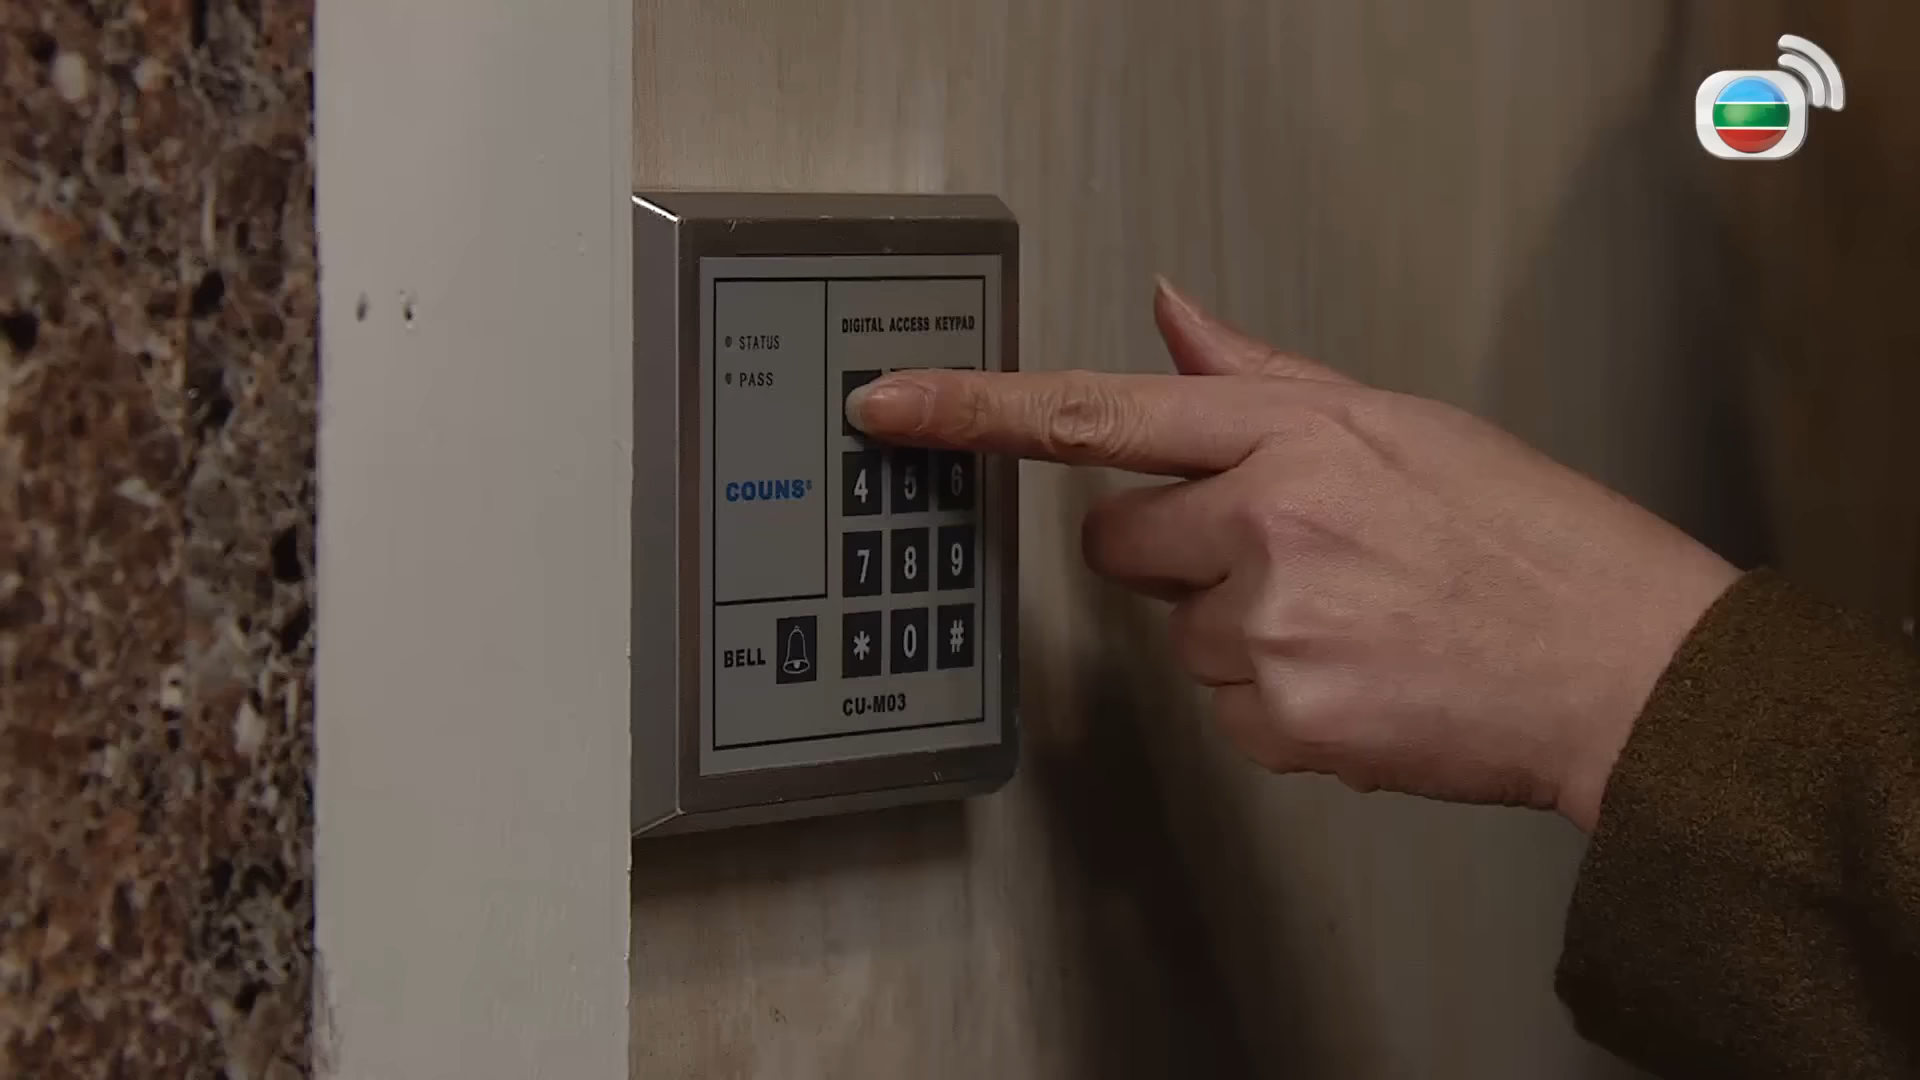 DIGITAL ACCESS KEYPAD
STATUS
PASS
COUNS®
4 5 6
7 8 9
* 0 #
BELL
CU-M03